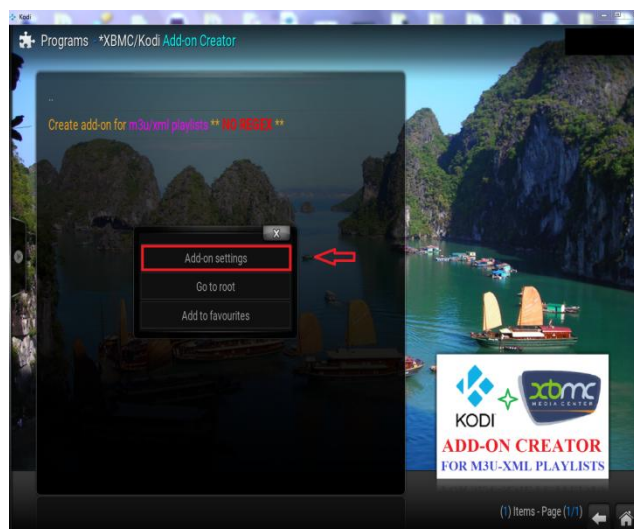 Kodi
Programs - *XBMC/Kodi Add-on Creator
..
Create add-on for m3u/xml playlists ** NO REGEX **
X
Add-on settings
Go to root
Add to favourites
KODI
xbmc
MEDIA CENTER
ADD-ON CREATOR
FOR M3U-XML PLAYLISTS
(1) Items - Page (1/1)